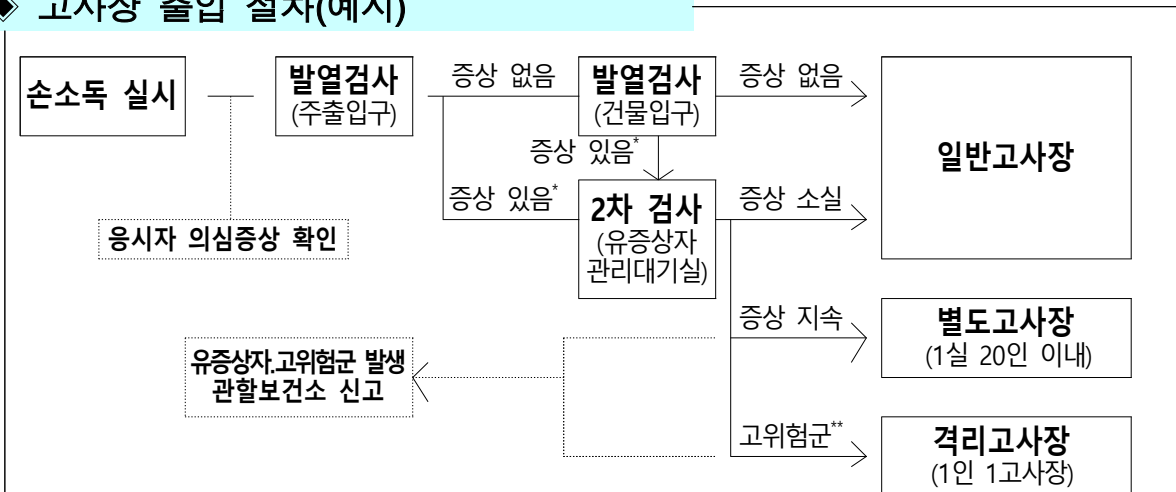 ◈ 고사장 출입 절차(예시)
손소독 실시
발열검사
(주출입구)
증상 없음
발열검사
(건물입구)
증상 없음
일반고사장
증상 있음*
증상 있음*
2차 검사
(유증상자
관리대기실)
증상 소실
응시자 의심증상 확인
증상 지속
별도고사장
(1실 20인 이내)
유증상자.고위험군 발생
관할보건소 신고
고위험군**
격리고사장
(1인 1고사장)